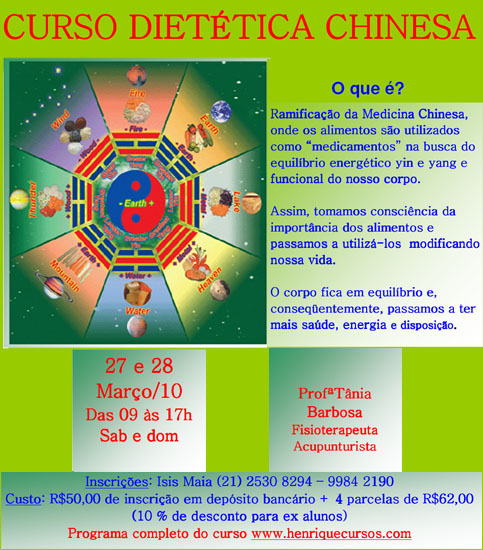 CURSO DIETÉTICA CHINESA
O que é?
Ramificação da Medicina Chinesa,
onde os alimentos são utilizados
como “medicamentos” na busca do
equilíbrio energético yin e yang e
funcional do nosso corpo.
Assim, tomamos consciência da
importância dos alimentos e
passamos a utilizá-los modificando
nossa vida.
O corpo fica em equilíbrio e,
conseqüentemente, passamos a ter
mais saúde, energia e disposição.
Fire
Earth
Lake
Heaven
Water
Mountain
Thunder
Wind
- Fire -
- Earth +
Water
27 e 28
Março/10
Das 09 às 17h
Sab e dom
ProfªTânia
Barbosa
Fisioterapeuta
Acupunturista
Inscrições: Isis Maia (21) 2530 8294 – 9984 2190
Custo: R$50,00 de inscrição em depósito bancário + 4 parcelas de R$62,00
(10 % de desconto para ex alunos)
Programa completo do curso www.henriquecursos.com